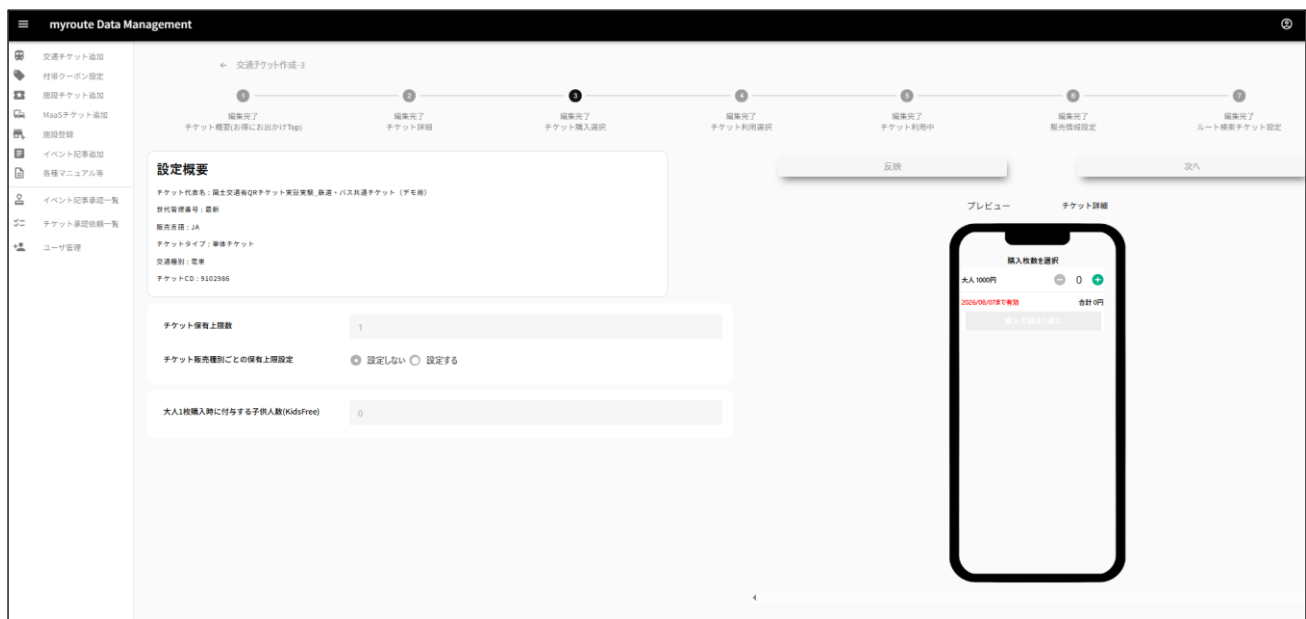 myroute Data Management
交通チケット追加
付帯クーポン設定
施設チケット追加
MaaSチケット追加
施設登録
イベント記事追加
各種マニュアル等
イベント記事承認一覧
チケット承認依頼一覧
ユーザ管理
← 交通チケット作成-3
1 2 3 4 5 6 7
編集完了 編集完了 編集完了 編集完了 編集完了 編集完了 編集完了
チケット概要(お得にお出かけTop) チケット詳細 チケット購入選択 チケット利用選択 チケット利用中 販売情報設定 ルート検索チケット設定
設定概要
チケット代表名：国土交通省QRチケット実証実験_鉄道・バス共通チケット（デモ用）
世代管理番号：最新
販売言語：JA
チケットタイプ：単体チケット
交通種別：電車
チケットCD：9102986
チケット保有上限数 1
チケット販売種別ごとの保有上限設定 設定しない 設定する
大人1枚購入時に付与する子供人数(KidsFree) 0
反映 次へ
プレビュー チケット詳細
購入枚数を選択
大人 1000円 0
2026/08/07まで有効 合計 0円
購入手続きへ進む